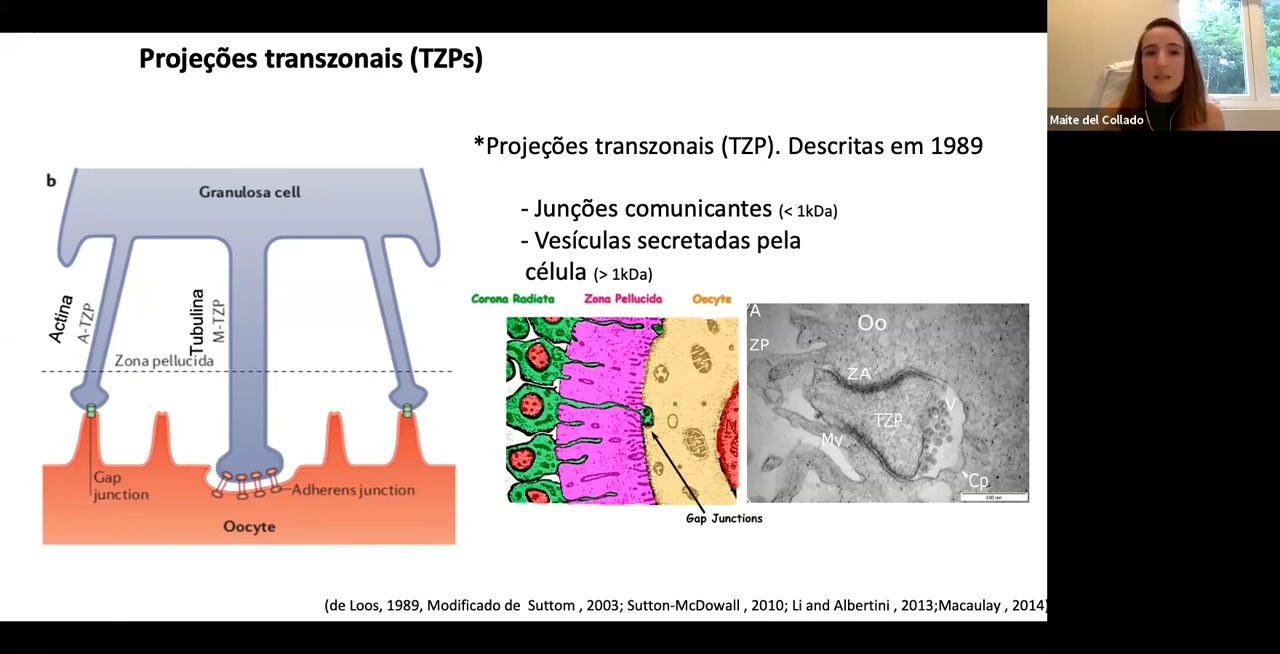 Projeções transzonais (TZPs)
Maite del Collado
*Projeções transzonais (TZP). Descritas em 1989
- Junções comunicantes (< 1kDa)
- Vesículas secretadas pela
célula (> 1kDa)
b
Granulosa cell
Actina
A-TZP
Tubulina
M-TZP
Zona pellucida
Gap
junction
Adherens junction
Oocyte
Corona Radiata Zona Pellucida Oocyte
Gap Junctions
A
Oo
ZP
ZA
TZP
V
Mv
Cp
500 nm
(de Loos, 1989, Modificado de Suttom , 2003; Sutton-McDowall , 2010; Li and Albertini , 2013;Macaulay , 2014)